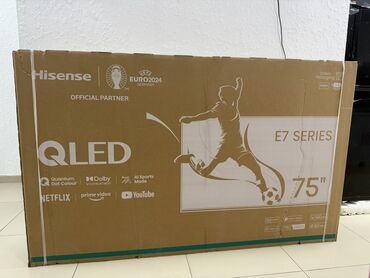 Hisense
EURO2024
GERMANY
OFFICIAL PARTNER
E7 SERIES
QLED
75"
Quantum
Dot Colour
Dolby
AI Sports
Mode
NETFLIX
prime video
YouTube